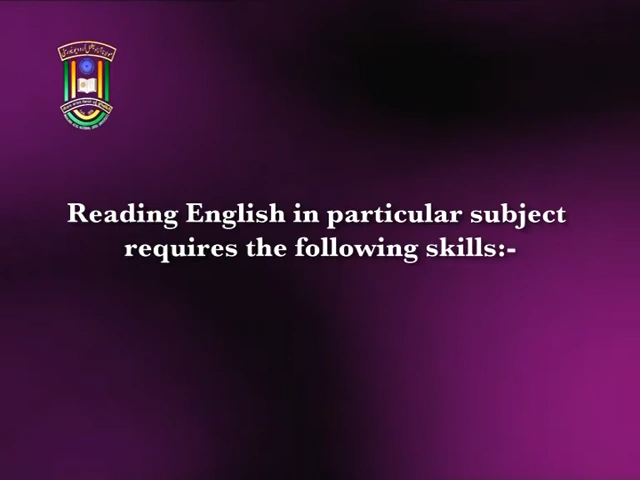 Reading English in particular subject
requires the following skills:-